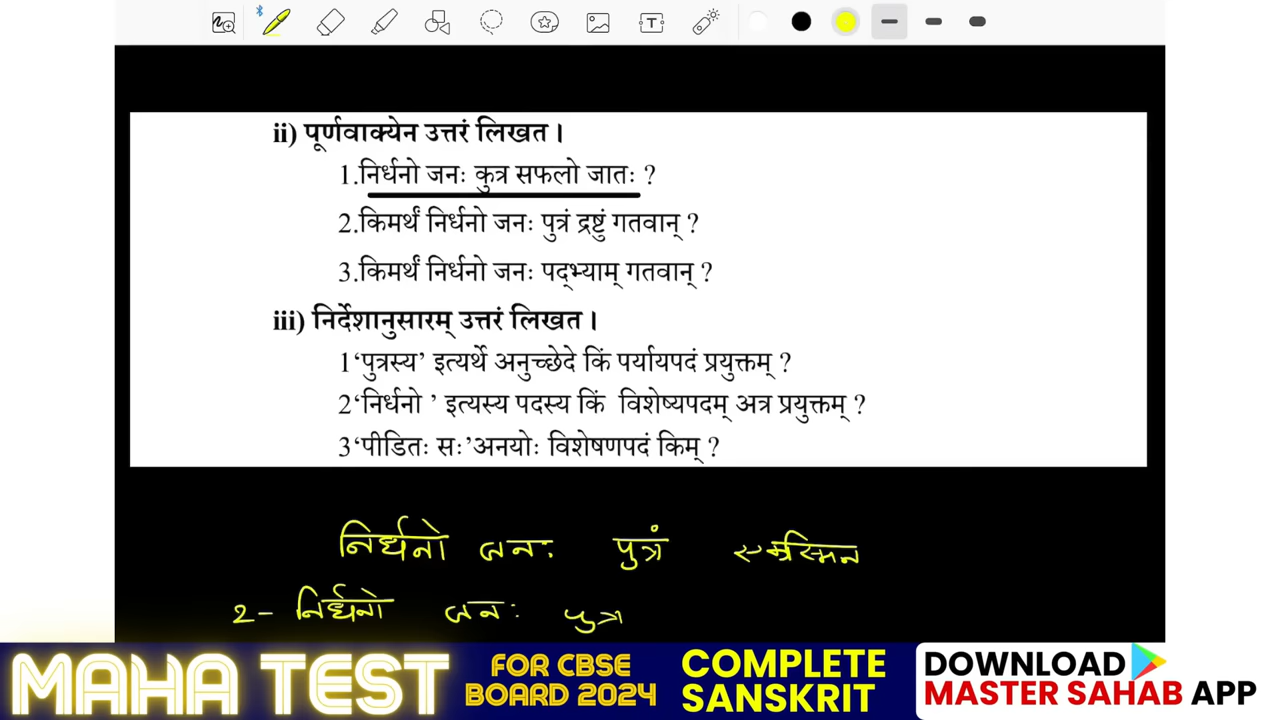 ii) पूर्णवाक्येन उत्तरं लिखत ।
1.निर्धनो जनः कुत्र सफलो जातः ?
2.किमर्थं निर्धनो जनः पुत्रं द्रष्टुं गतवान् ?
3.किमर्थं निर्धनो जनः पद्भ्याम् गतवान् ?
iii) निर्देशानुसारम् उत्तरं लिखत ।
1‘पुत्रस्य’ इत्यर्थे अनुच्छेदे किं पर्यायपदं प्रयुक्तम् ?
2‘निर्धनो ’ इत्यस्य पदस्य किं विशेष्यपदम् अत्र प्रयुक्तम् ?
3‘पीडितः सः’अनयोः विशेषणपदं किम् ?
निर्धनो जनः पुत्रं
2- निर्धनो जनः पुत्र
MAHA TEST FOR CBSE BOARD 2024 COMPLETE SANSKRIT DOWNLOAD MASTER SAHAB APP